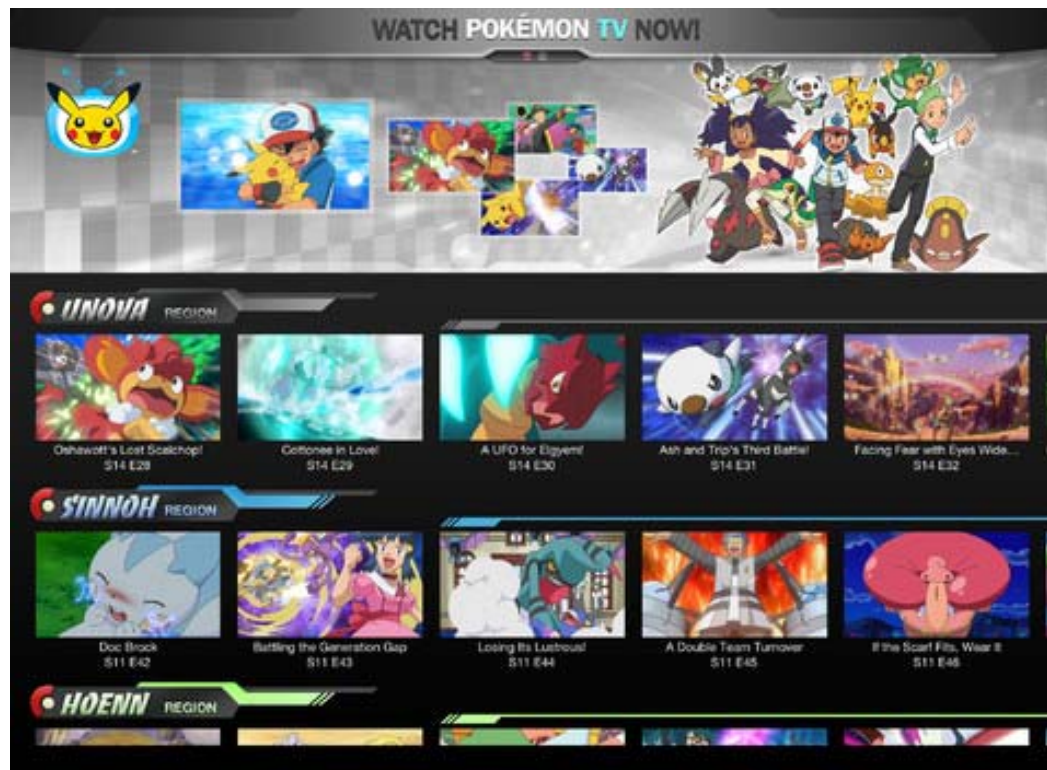 WATCH POKÉMON TV NOW!
UNOVA REGION
Oshawott's Lost Scalchop!
S14 E28
Cottonee in Love!
S14 E29
A UFO for Elgyem!
S14 E30
Ash and Trip's Third Battle!
S14 E31
Facing Fear with Eyes Wide...
S14 E32
SINNOH REGION
Doc Brock
S11 E42
Battling the Generation Gap
S11 E43
Losing Its Lustrous!
S11 E44
A Double Team Turnover
S11 E45
If the Scarf Fits, Wear It
S11 E46
HOENN REGION